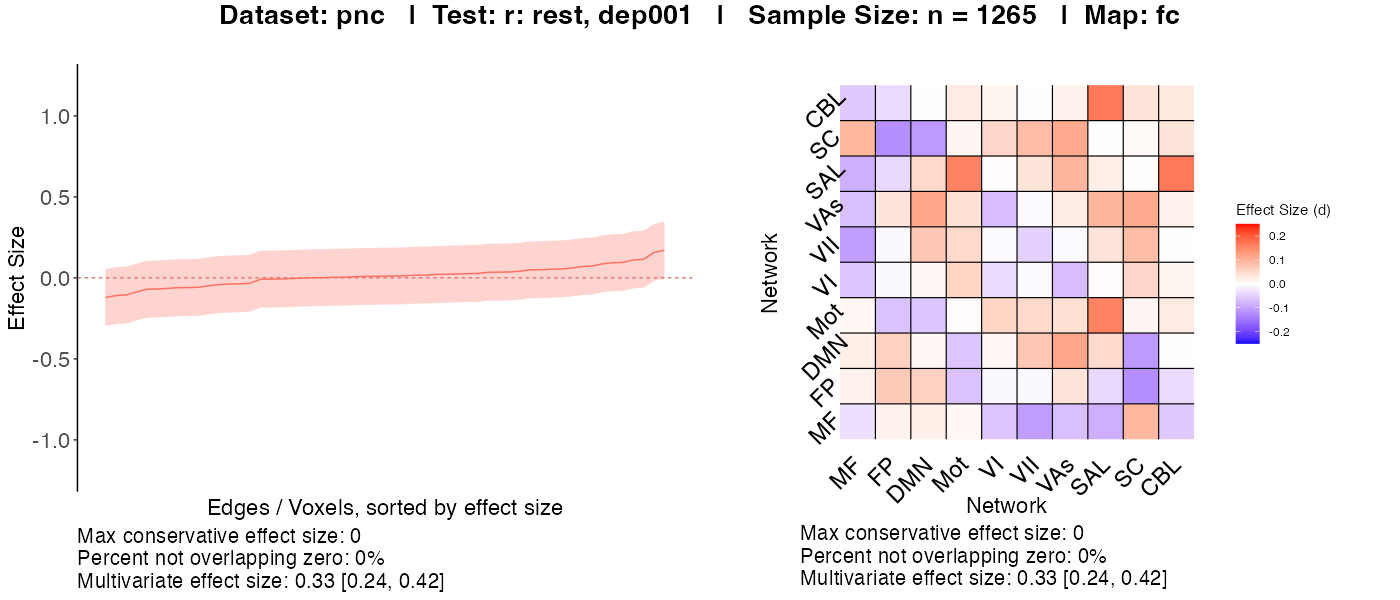 Dataset: pnc | Test: r: rest, dep001 | Sample Size: n = 1265 | Map: fc
Effect Size
1.0
0.5
0.0
-0.5
-1.0
Edges / Voxels, sorted by effect size
Max conservative effect size: 0
Percent not overlapping zero: 0%
Multivariate effect size: 0.33 [0.24, 0.42]
Network
CBL
SC
SAL
VAs
VII
VI
Mot
DMN
FP
MF
MF FP DMN Mot VI VII VAs SAL SC CBL
Network
Max conservative effect size: 0
Percent not overlapping zero: 0%
Multivariate effect size: 0.33 [0.24, 0.42]
Effect Size (d)
0.2
0.1
0.0
-0.1
-0.2